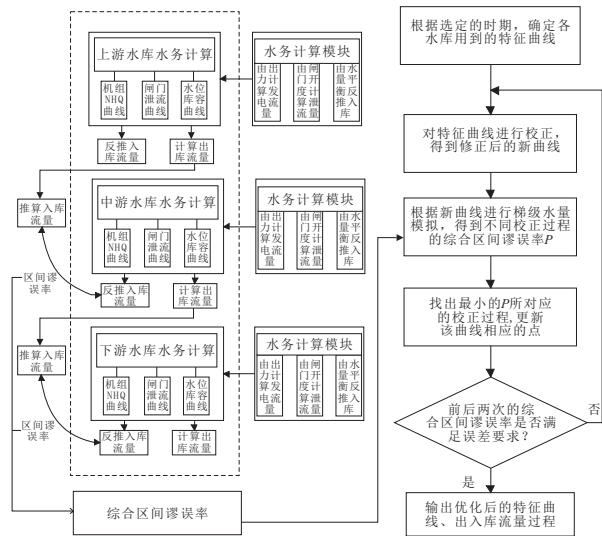 上游水库水务计算
机组
NHQ
曲线
闸门
泄流
曲线
水位
库容
曲线
反推入
库流量
计算出
库流量
水务计算模块
由出
力计
算发
电流
量
由闸
门开
度计
算泄
流量
由水
量平
衡反
推入
库
推算入库
流量
中游水库水务计算
机组
NHQ
曲线
闸门
泄流
曲线
水位
库容
曲线
反推入
库流量
计算出
库流量
水务计算模块
由出
力计
算发
电流
量
由闸
门开
度计
算泄
流量
由水
量平
衡反
推入
库
区间谬
误率
推算入库
流量
下游水库水务计算
机组
NHQ
曲线
闸门
泄流
曲线
水位
库容
曲线
反推入
库流量
计算出
库流量
水务计算模块
由出
力计
算发
电流
量
由闸
门开
度计
算泄
流量
由水
量平
衡反
推入
库
区间谬
误率
综合区间谬误率
根据选定的时期，确定各
水库用到的特征曲线
对特征曲线进行校正，
得到修正后的新曲线
根据新曲线进行梯级水量
模拟，得到不同校正过程
的综合区间谬误率P
找出最小的P所对应
的校正过程,更新
该曲线相应的点
前后两次的综
合区间谬误率是否满
足误差要求？
否
是
输出优化后的特征曲
线、出入库流量过程